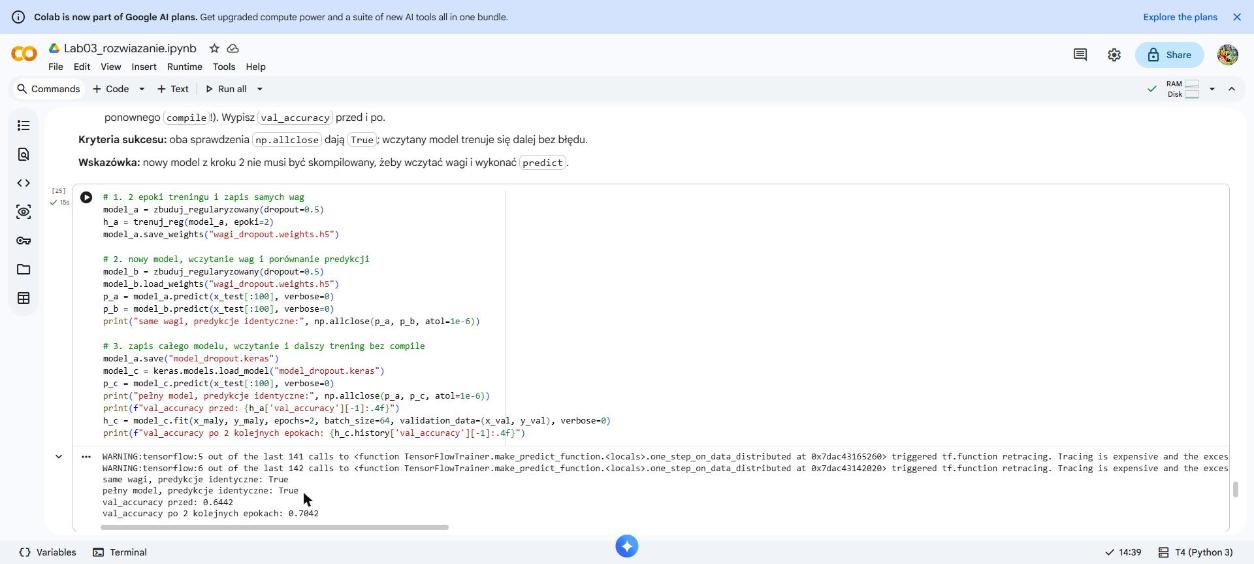 Colab is now part of Google AI plans. Get upgraded compute power and a suite of new AI tools all in one bundle.
Explore the plans
Lab03_rozwiazanie.ipynb
File Edit View Insert Runtime Tools Help
Share
Commands + Code + Text Run all
RAM
Disk
ponownego compile!). Wypisz val_accuracy przed i po.
Kryteria sukcesu: oba sprawdzenia np.allclose dają True; wczytany model trenuje się dalej bez błędu.
Wskazówka: nowy model z kroku 2 nie musi być skompilowany, żeby wczytać wagi i wykonać predict.
[25]
15s
# 1. 2 epoki treningu i zapis samych wag
model_a = zbuduj_regularyzowany(dropout=0.5)
h_a = trenuj_reg(model_a, epoki=2)
model_a.save_weights("wagi_dropout.weights.h5")
# 2. nowy model, wczytanie wag i porównanie predykcji
model_b = zbuduj_regularyzowany(dropout=0.5)
model_b.load_weights("wagi_dropout.weights.h5")
p_a = model_a.predict(x_test[:100], verbose=0)
p_b = model_b.predict(x_test[:100], verbose=0)
print("same wagi, predykcje identyczne:", np.allclose(p_a, p_b, atol=1e-6))
# 3. zapis całego modelu, wczytanie i dalszy trening bez compile
model_a.save("model_dropout.keras")
model_c = keras.models.load_model("model_dropout.keras")
p_c = model_c.predict(x_test[:100], verbose=0)
print("pełny model, predykcje identyczne:", np.allclose(p_a, p_c, atol=1e-6))
print(f"val_accuracy przed: {h_a['val_accuracy'][-1]:.4f}")
h_c = model_c.fit(x_maly, y_maly, epochs=2, batch_size=64, validation_data=(x_val, y_val), verbose=0)
print(f"val_accuracy po 2 kolejnych epokach: {h_c.history['val_accuracy'][-1]:.4f}")
WARNING:tensorflow:5 out of the last 141 calls to <function TensorFlowTrainer.make_predict_function.<locals>.one_step_on_data_distributed at 0x7dac43165260> triggered tf.function retracing. Tracing is expensive and the exces
WARNING:tensorflow:6 out of the last 142 calls to <function TensorFlowTrainer.make_predict_function.<locals>.one_step_on_data_distributed at 0x7dac43142020> triggered tf.function retracing. Tracing is expensive and the exces
same wagi, predykcje identyczne: True
pełny model, predykcje identyczne: True
val_accuracy przed: 0.6442
val_accuracy po 2 kolejnych epokach: 0.7042
Variables Terminal
14:39 T4 (Python 3)